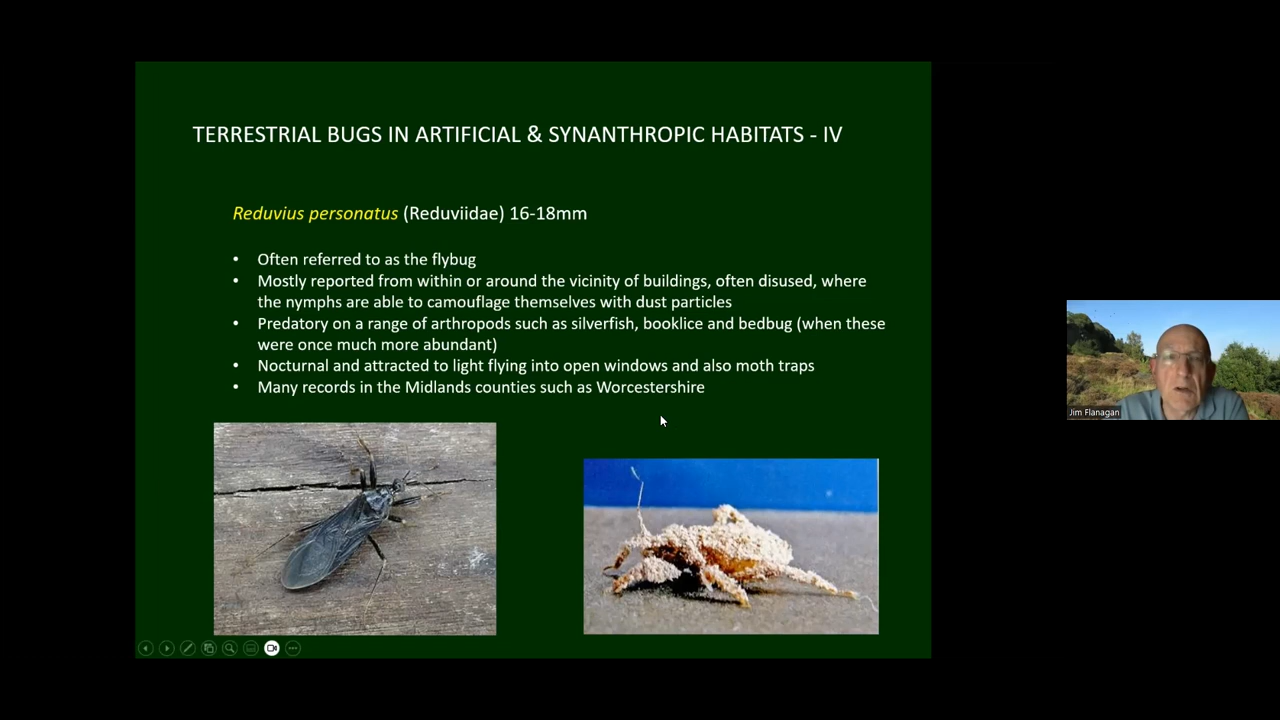 TERRESTRIAL BUGS IN ARTIFICIAL & SYNANTHROPIC HABITATS - IV
Reduvius personatus (Reduviidae) 16-18mm
• Often referred to as the flybug
• Mostly reported from within or around the vicinity of buildings, often disused, where
the nymphs are able to camouflage themselves with dust particles
• Predatory on a range of arthropods such as silverfish, booklice and bedbug (when these
were once much more abundant)
• Nocturnal and attracted to light flying into open windows and also moth traps
• Many records in the Midlands counties such as Worcestershire
Jim Flanagan